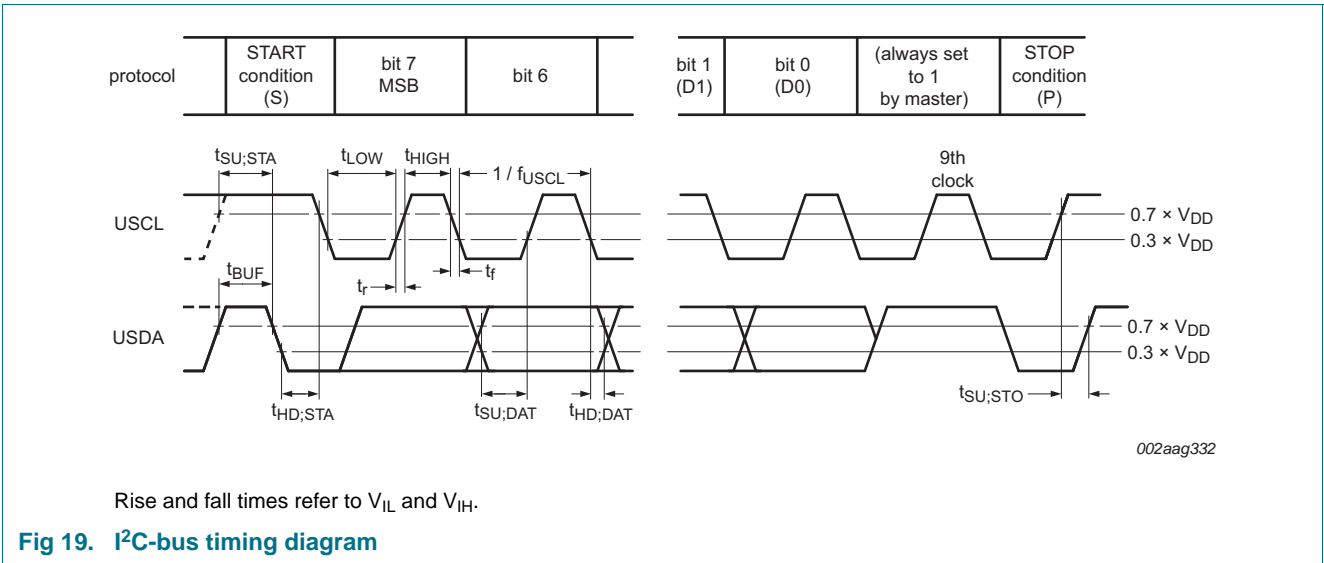 protocol
START
condition
(S)
bit 7
MSB
bit 6
bit 1
(D1)
bit 0
(D0)
(always set
to 1
by master)
STOP
condition
(P)
tSU;STA
tLOW
tHIGH
1 / fUSCL
9th
clock
USCL
0.7 × VDD
0.3 × VDD
tBUF
tr
tf
USDA
0.7 × VDD
0.3 × VDD
tHD;STA
tSU;DAT
tHD;DAT
tSU;STO
002aag332
Rise and fall times refer to VIL and VIH.
Fig 19. I2C-bus timing diagram